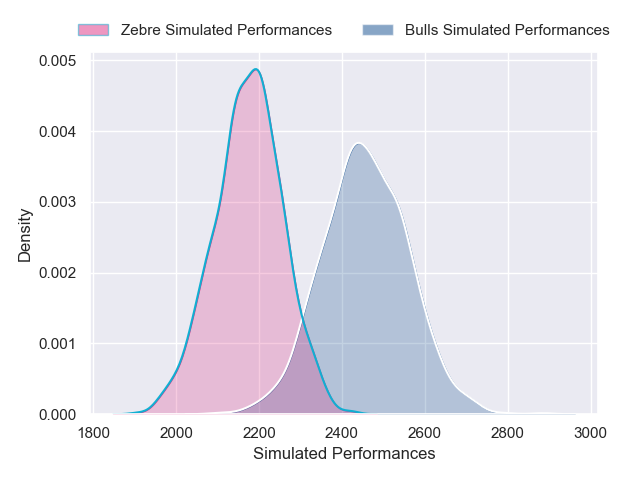 Zebre Simulated Performances Bulls Simulated Performances
0.005
0.004
0.003
0.002
0.001
0.000
Density
1800 2000 2200 2400 2600 2800 3000
Simulated Performances